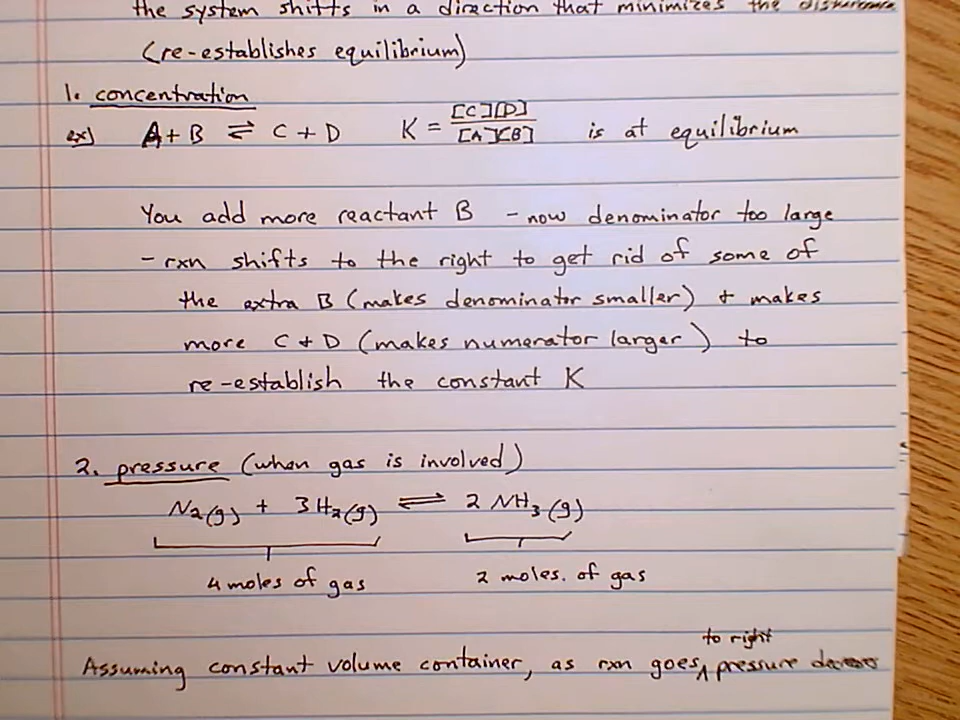 the system shifts in a direction that minimizes the disturbance
(re-establishes equilibrium)
1. concentration
ex) A + B ⇌ C + D K = [C][D] / [A][B] is at equilibrium
You add more reactant B - now denominator too large
- rxn shifts to the right to get rid of some of
the extra B (makes denominator smaller) + makes
more C + D (makes numerator larger) to
re-establish the constant K
2. pressure (when gas is involved)
N₂(g) + 3H₂(g) ⇌ 2 NH₃(g)
4 moles of gas 2 moles. of gas
to right
Assuming constant volume container, as rxn goes ^ pressure decreases